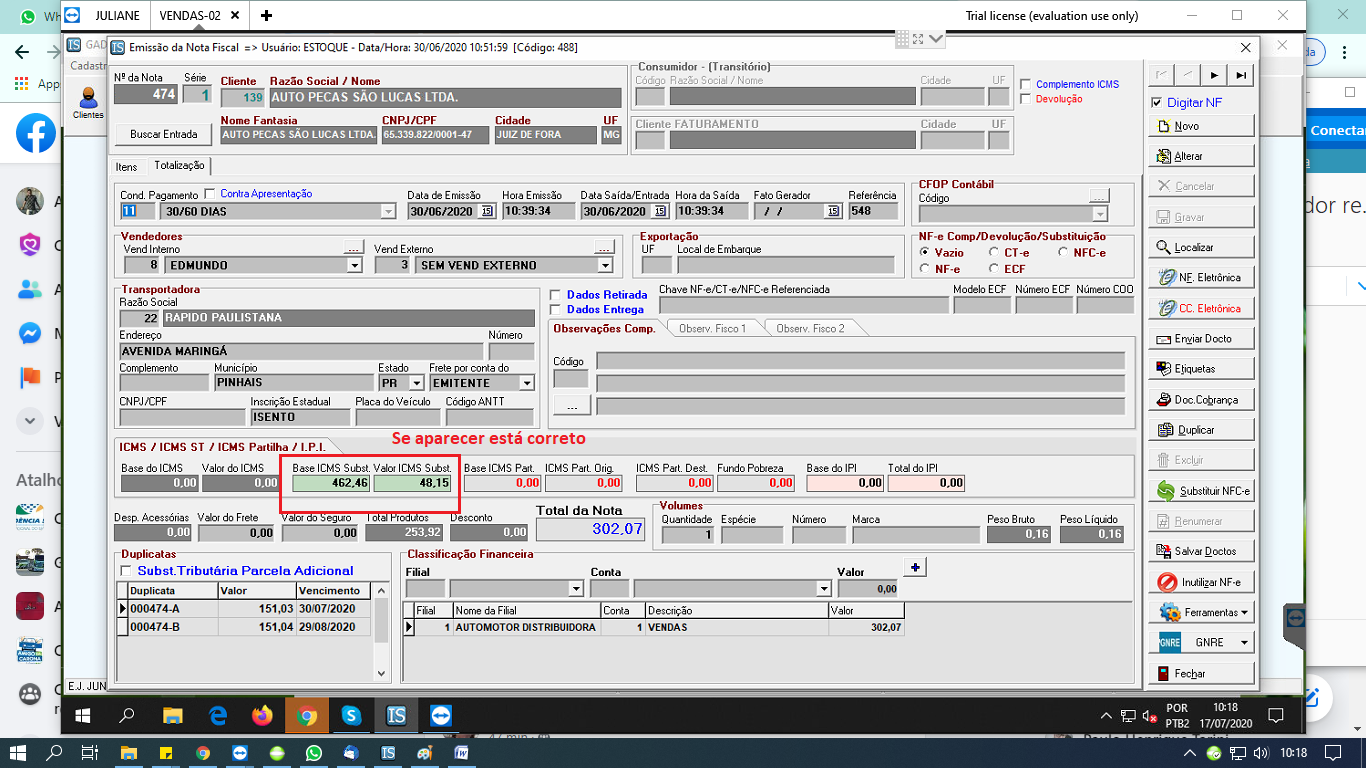 JULIANE
VENDAS-02
Trial license (evaluation use only)
Emissão da Nota Fiscal => Usuário: ESTOQUE - Data/Hora: 30/06/2020 10:51:59 [Código: 488]
GAD
Cadastr
App
Clientes
Nº da Nota Série Cliente Razão Social / Nome
474 1 139 AUTO PECAS SÃO LUCAS LTDA.
Buscar Entrada
Nome Fantasia CNPJ/CPF Cidade UF
AUTO PECAS SÃO LUCAS LTDA. 65.339.822/0001-47 JUIZ DE FORA MG
Consumidor - (Transitório)
Código Razão Social / Nome Cidade UF
Cliente FATURAMENTO Cidade UF
Complemento ICMS
Devolução
Digitar NF
Novo
Alterar
Cancelar
Gravar
Localizar
NF. Eletrônica
CC. Eletrônica
Enviar Docto
Etiquetas
Doc.Cobrança
Duplicar
Excluir
Substituir NFC-e
Renumerar
Salvar Doctos
Inutilizar NF-e
Ferramentas
GNRE GNRE
Fechar
Itens Totalização
Cond. Pagamento Contra Apresentação Data de Emissão Hora Emissão Data Saída/Entrada Hora da Saída Fato Gerador Referência
11 30/60 DIAS 30/06/2020 15 10:39:34 30/06/2020 15 10:39:34 / / 15 548
CFOP Contábil
Código
...
Vendedores
Vend Interno ... Vend Externo ...
8 EDMUNDO 3 SEM VEND EXTERNO
Exportação
UF Local de Embarque
NF-e Comp/Devolução/Substituição
Vazio CT-e NFC-e
NF-e ECF
Transportadora
Razão Social
22 RAPIDO PAULISTANA
Endereço Número
AVENIDA MARINGÁ
Complemento Município Estado Frete por conta do
PINHAIS PR EMITENTE
CNPJ/CPF Inscrição Estadual Placa do Veículo Código ANTT
ISENTO
Dados Retirada
Dados Entrega
Chave NF-e/CT-e/NFC-e Referenciada Modelo ECF Número ECF Número COO
Observações Comp. Observ. Fisco 1 Observ. Fisco 2
Código
...
Se aparecer está correto
ICMS / ICMS ST / ICMS Partilha / I.P.I.
Base do ICMS Valor do ICMS Base ICMS Subst. Valor ICMS Subst. Base ICMS Part. ICMS Part. Orig. ICMS Part. Dest. Fundo Pobreza Base do IPI Total do IPI
0,00 0,00 462,46 48,15 0,00 0,00 0,00 0,00 0,00 0,00
Desp. Acessórias Valor do Frete Valor do Seguro Total Produtos Desconto Total da Nota
0,00 0,00 0,00 253,92 0,00 302,07
Volumes
Quantidade Espécie Número Marca Peso Bruto Peso Líquido
1 0,16 0,16
Duplicatas
Subst.Tributária Parcela Adicional
Duplicata Valor Vencimento
000474-A 151,03 30/07/2020
000474-B 151,04 29/08/2020
Classificação Financeira
Filial Conta Valor
0,00
Filial Nome da Filial Conta Descrição Valor
1 AUTOMOTOR DISTRIBUIDORA 1 VENDAS 302,07
E.J. JUN
Conectar
dor re.
Atalho
POR
PTB2
10:18
17/07/2020
10:18